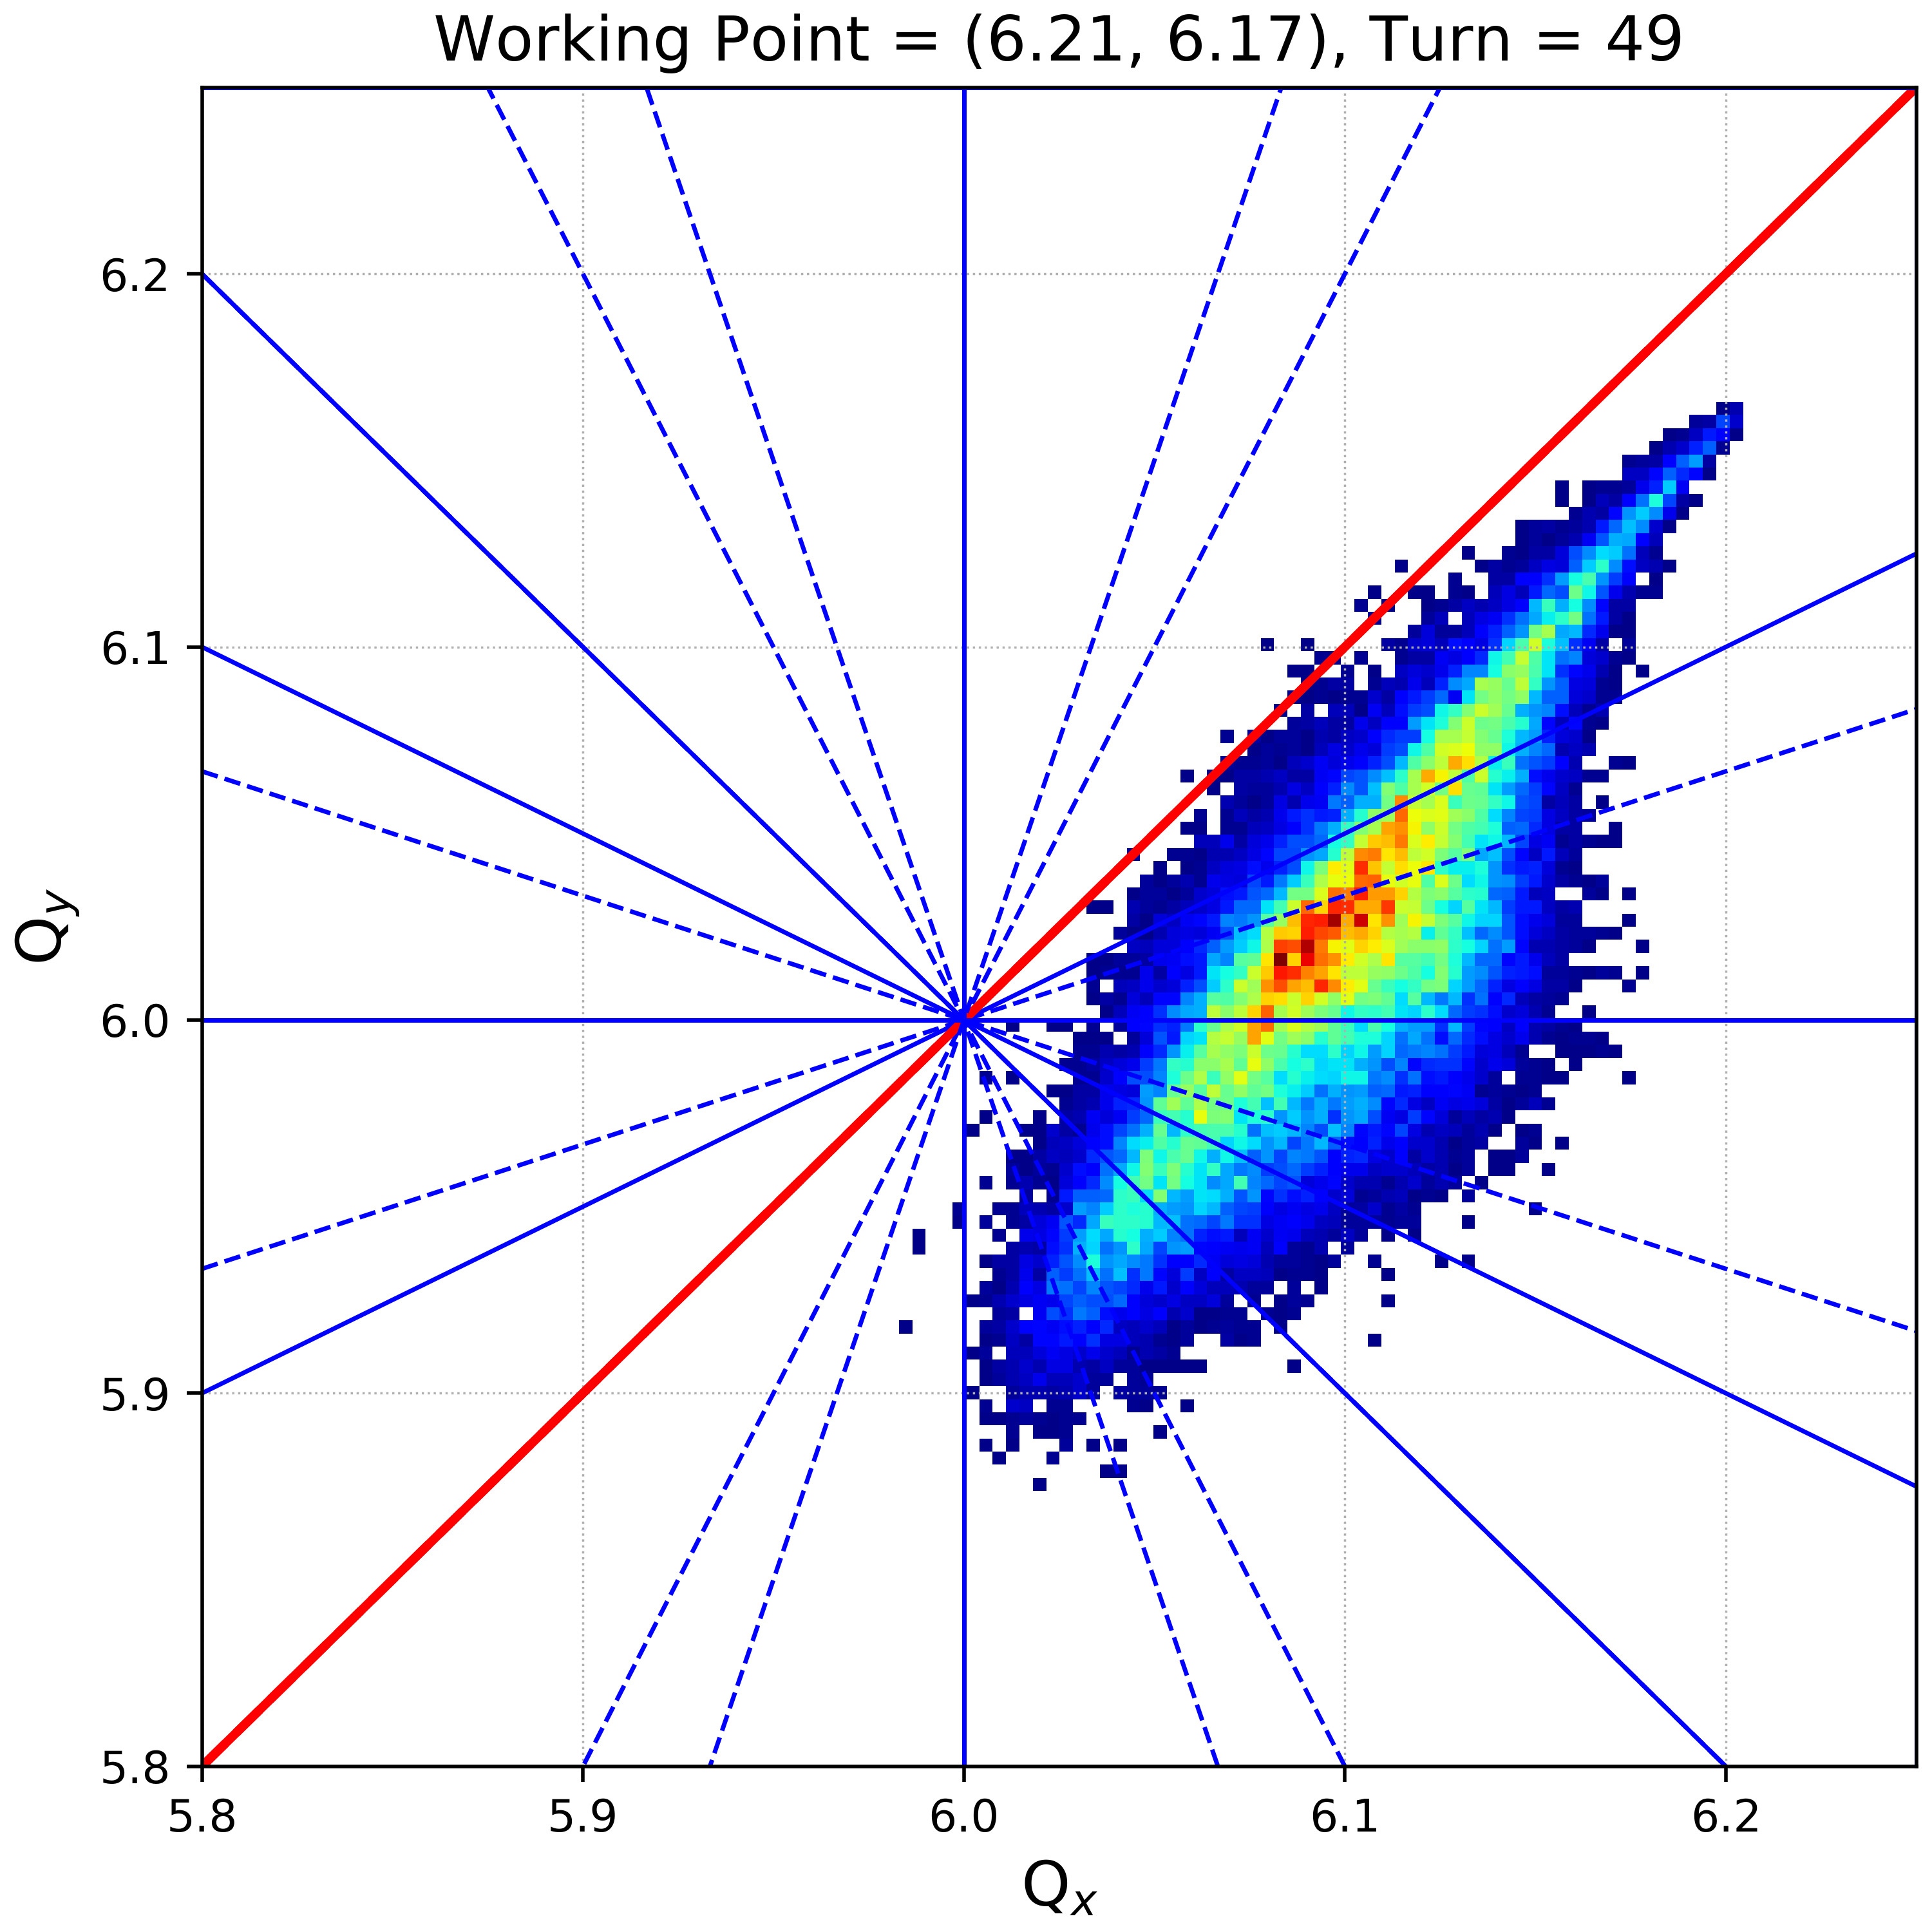 Working Point = (6.21, 6.17), Turn = 49
6.2
6.1
6.0
5.9
5.8
Qy
5.8 5.9 6.0 6.1 6.2
Qx